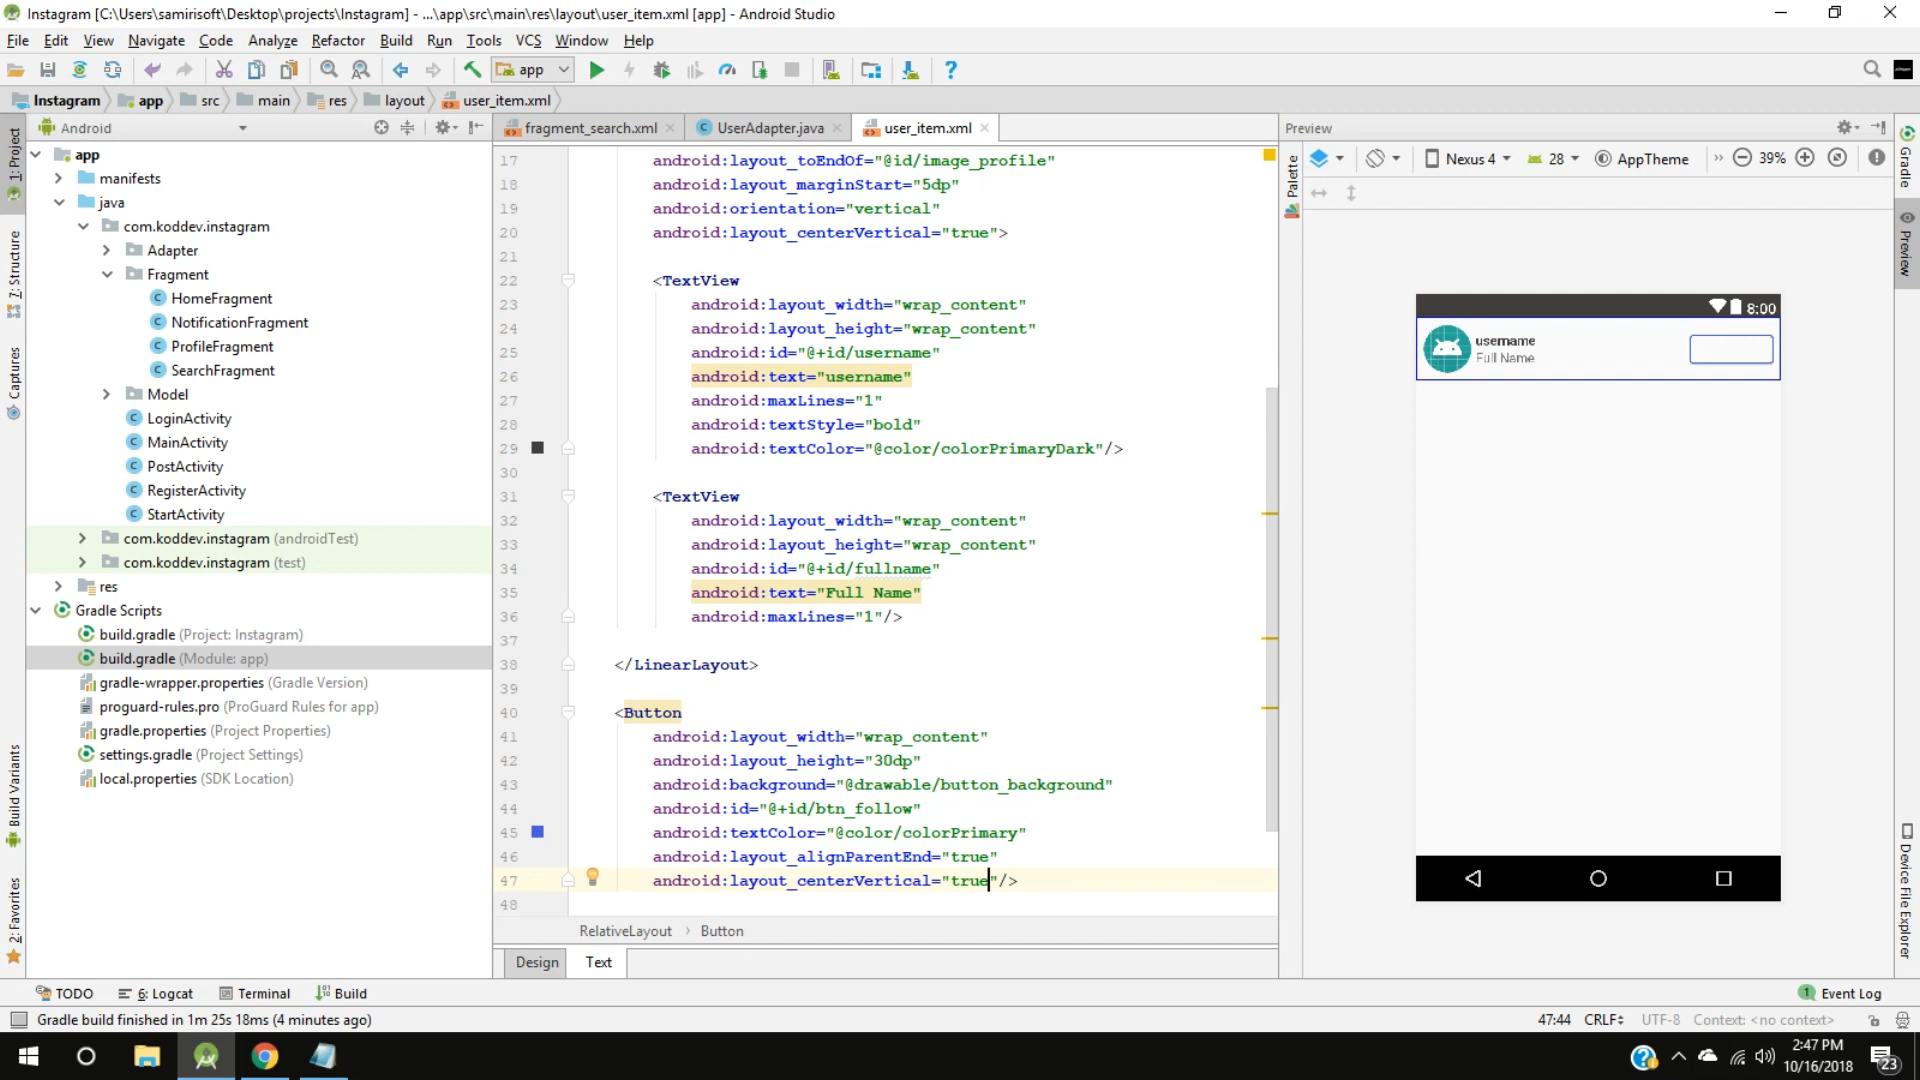 Instagram [C:\Users\samirisoft\Desktop\projects\Instagram] - ...\app\src\main\res\layout\user_item.xml [app] - Android Studio
File Edit View Navigate Code Analyze Refactor Build Run Tools VCS Window Help
app
Instagram app src main res layout user_item.xml
Android
fragment_search.xml UserAdapter.java user_item.xml
Preview
1: Project
7: Structure
Captures
Build Variants
2: Favorites
app
manifests
java
com.koddev.instagram
Adapter
Fragment
HomeFragment
NotificationFragment
ProfileFragment
SearchFragment
Model
LoginActivity
MainActivity
PostActivity
RegisterActivity
StartActivity
com.koddev.instagram (androidTest)
com.koddev.instagram (test)
res
Gradle Scripts
build.gradle (Project: Instagram)
build.gradle (Module: app)
gradle-wrapper.properties (Gradle Version)
proguard-rules.pro (ProGuard Rules for app)
gradle.properties (Project Properties)
settings.gradle (Project Settings)
local.properties (SDK Location)
17 android:layout_toEndOf="@id/image_profile"
18 android:layout_marginStart="5dp"
19 android:orientation="vertical"
20 android:layout_centerVertical="true">
21
22 <TextView
23 android:layout_width="wrap_content"
24 android:layout_height="wrap_content"
25 android:id="@+id/username"
26 android:text="username"
27 android:maxLines="1"
28 android:textStyle="bold"
29 android:textColor="@color/colorPrimaryDark"/>
30
31 <TextView
32 android:layout_width="wrap_content"
33 android:layout_height="wrap_content"
34 android:id="@+id/fullname"
35 android:text="Full Name"
36 android:maxLines="1"/>
37
38 </LinearLayout>
39
40 <Button
41 android:layout_width="wrap_content"
42 android:layout_height="30dp"
43 android:background="@drawable/button_background"
44 android:id="@+id/btn_follow"
45 android:textColor="@color/colorPrimary"
46 android:layout_alignParentEnd="true"
47 android:layout_centerVertical="true"/>
48
RelativeLayout › Button
Design Text
Palette
Nexus 4 28 AppTheme 39%
8:00
username
Full Name
Gradle
Preview
Device File Explorer
TODO 6: Logcat Terminal Build 1 Event Log
Gradle build finished in 1m 25s 18ms (4 minutes ago) 47:44 CRLF UTF-8 Context: <no context>
2:47 PM
10/16/2018
23